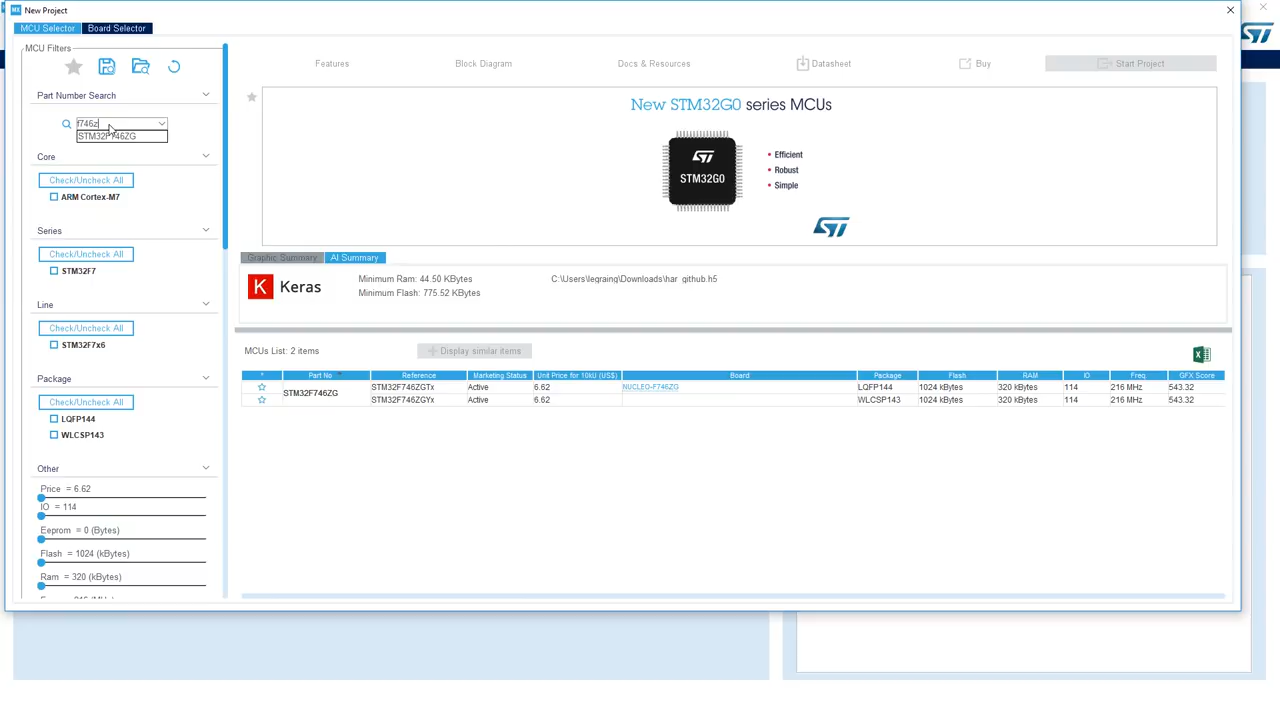 MX New Project
MCU Selector Board Selector
MCU Filters
Part Number Search
f746z
STM32F746ZG
Core
Check/Uncheck All
ARM Cortex-M7
Series
Check/Uncheck All
STM32F7
Line
Check/Uncheck All
STM32F7x6
Package
Check/Uncheck All
LQFP144
WLCSP143
Other
Price = 6.62
IO = 114
Eeprom = 0 (Bytes)
Flash = 1024 (kBytes)
Ram = 320 (kBytes)
Features Block Diagram Docs & Resources Datasheet Buy Start Project
New STM32G0 series MCUs
ST
STM32G0
• Efficient
• Robust
• Simple
ST
Graphic Summary AI Summary
K Keras
Minimum Ram: 44.50 KBytes C:\Users\legraing\Downloads\har_github.h5
Minimum Flash: 775.52 KBytes
MCUs List: 2 items + Display similar items
* Part No Reference Marketing Status Unit Price for 10kU (US$) Board Package Flash RAM IO Freq GFX Score
STM32F746ZG STM32F746ZGTx Active 6.62 NUCLEO-F746ZG LQFP144 1024 kBytes 320 kBytes 114 216 MHz 543.32
STM32F746ZGYx Active 6.62 WLCSP143 1024 kBytes 320 kBytes 114 216 MHz 543.32
ST